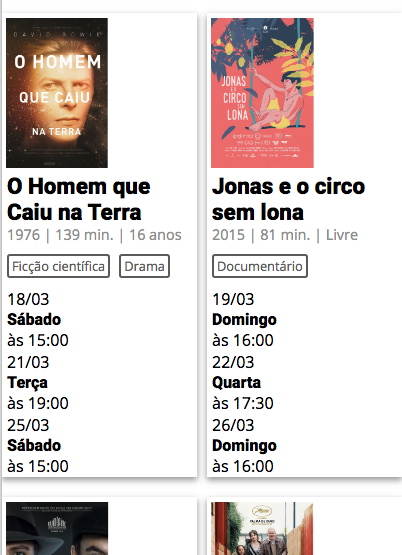 DAVID BOWIE
O HOMEM
QUE CAIU
NA TERRA
O Homem que
Caiu na Terra
1976 | 139 min. | 16 anos
Ficção científica
Drama
18/03
Sábado
às 15:00
21/03
Terça
às 19:00
25/03
Sábado
às 15:00
JONAS
E O
CIRCO
SEM
LONA
Jonas e o circo
sem lona
2015 | 81 min. | Livre
Documentário
19/03
Domingo
às 16:00
22/03
Quarta
às 17:30
26/03
Domingo
às 16:00